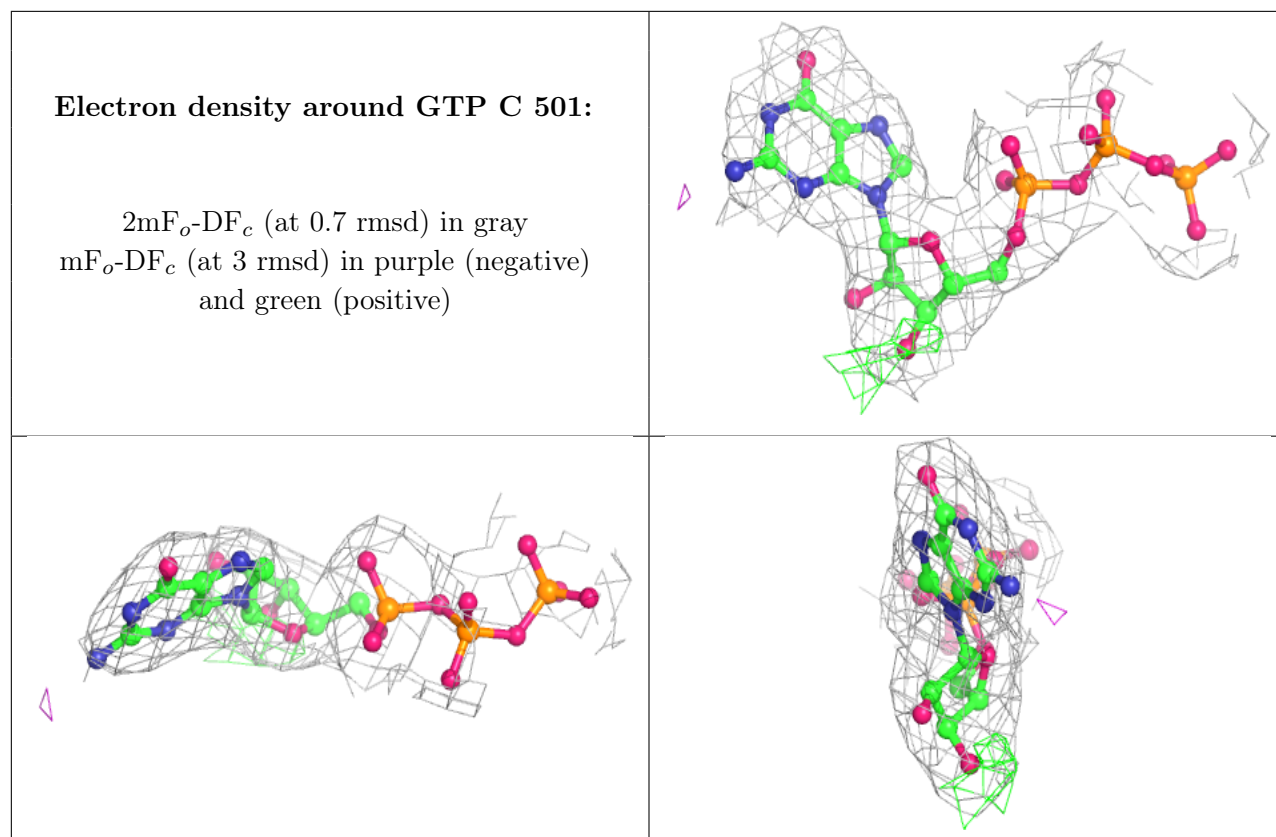 Electron density around GTP C 501:
2mFo-DFc (at 0.7 rmsd) in gray
mFo-DFc (at 3 rmsd) in purple (negative)
and green (positive)